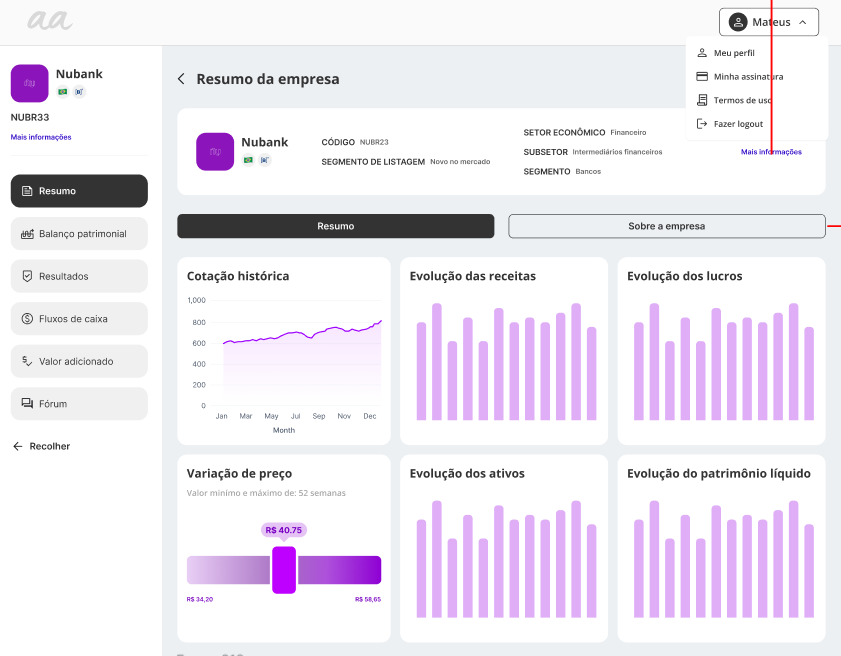 aa
Mateus
Meu perfil
Minha assinatura
Termos de uso
Fazer logout
Nubank
NUBR33
Mais informações
Resumo
Balanço patrimonial
Resultados
Fluxos de caixa
Valor adicionado
Fórum
Recolher
Resumo da empresa
Nubank
CÓDIGO NUBR23
SEGMENTO DE LISTAGEM Novo no mercado
SETOR ECONÔMICO Financeiro
SUBSETOR Intermediários financeiros
SEGMENTO Bancos
Mais informações
Resumo
Sobre a empresa
Cotação histórica
1,000
800
600
400
200
0
Jan Mar May Jul Sep Nov Dec
Month
Evolução das receitas
Evolução dos lucros
Variação de preço
Valor minimo e máximo de: 52 semanas
R$ 40.75
R$ 34,20
R$ 58,65
Evolução dos ativos
Evolução do patrimônio líquido